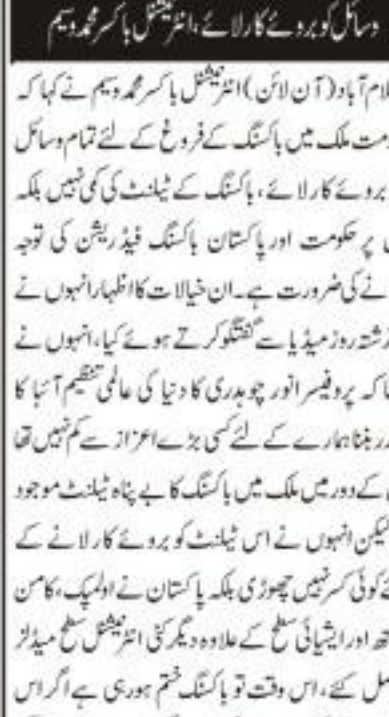 وسائل کو بروئے کار لائے، انٹرنیشنل باکسر محمد وسیم
لام آباد (آن لائن) انٹرنیشنل باکسر محمد وسیم نے کہا کہ
ومت ملک میں باکسنگ کے فروغ کے لئے تمام وسائل
بروئے کار لائے، باکسنگ کے ٹیلنٹ کی کمی نہیں بلکہ
پر حکومت اور پاکستان باکسنگ فیڈریشن کی توجہ
نے کی ضرورت ہے۔ ان خیالات کا اظہار انہوں نے
رشتہ روز میڈیا سے گفتگو کرتے ہوئے کیا، انہوں نے
ہا کہ پروفیسر انور چوہدری کا دنیا کی عالمی تنظیم آئبا کا
در بننا ہمارے کے لئے کسی بڑے اعزاز سے کم نہیں تھا
کے دور میں ملک میں باکسنگ کا بے پناہ ٹیلنٹ موجود
لیکن انہوں نے اس ٹیلنٹ کو بروئے کار لانے کے
ئے کوئی کسر نہیں چھوڑی بلکہ پاکستان نے اولمپک، کامن
تھ اور ایشیائی سطح کے علاوہ دیگر کئی انٹرنیشنل سطح میڈلز
صل کئے، اس وقت تو باکسنگ ختم ہو رہی ہے اگر اس